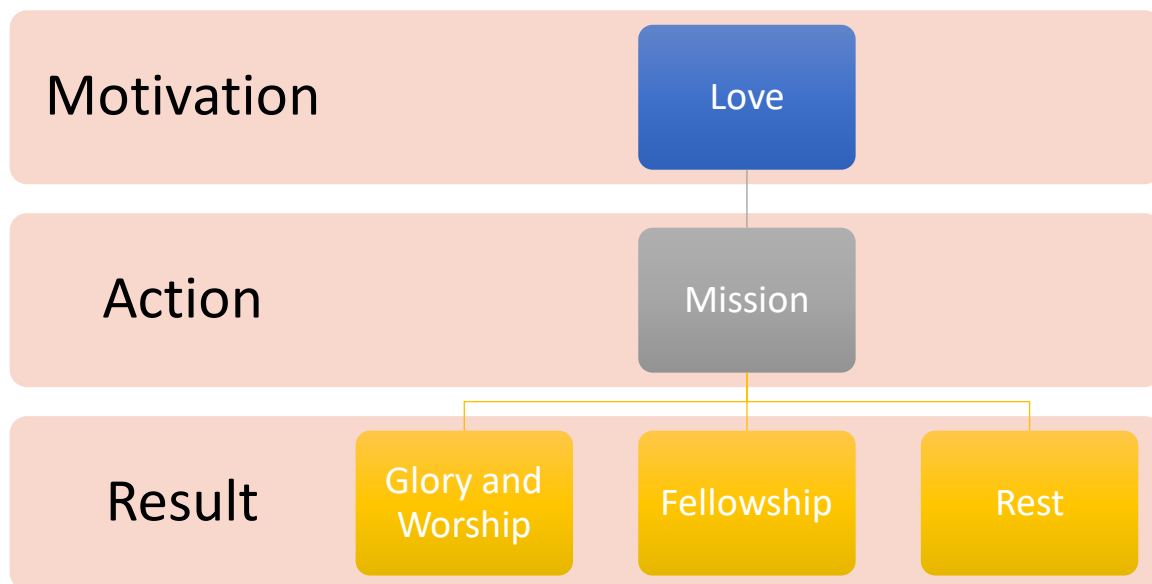 Motivation
Love
Action
Mission
Result
Glory and
Worship
Fellowship
Rest